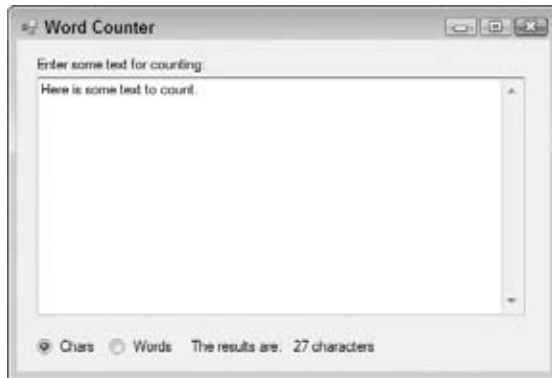 Word Counter
Enter some text for counting:
Here is some text to count.
Chars Words The results are: 27 characters